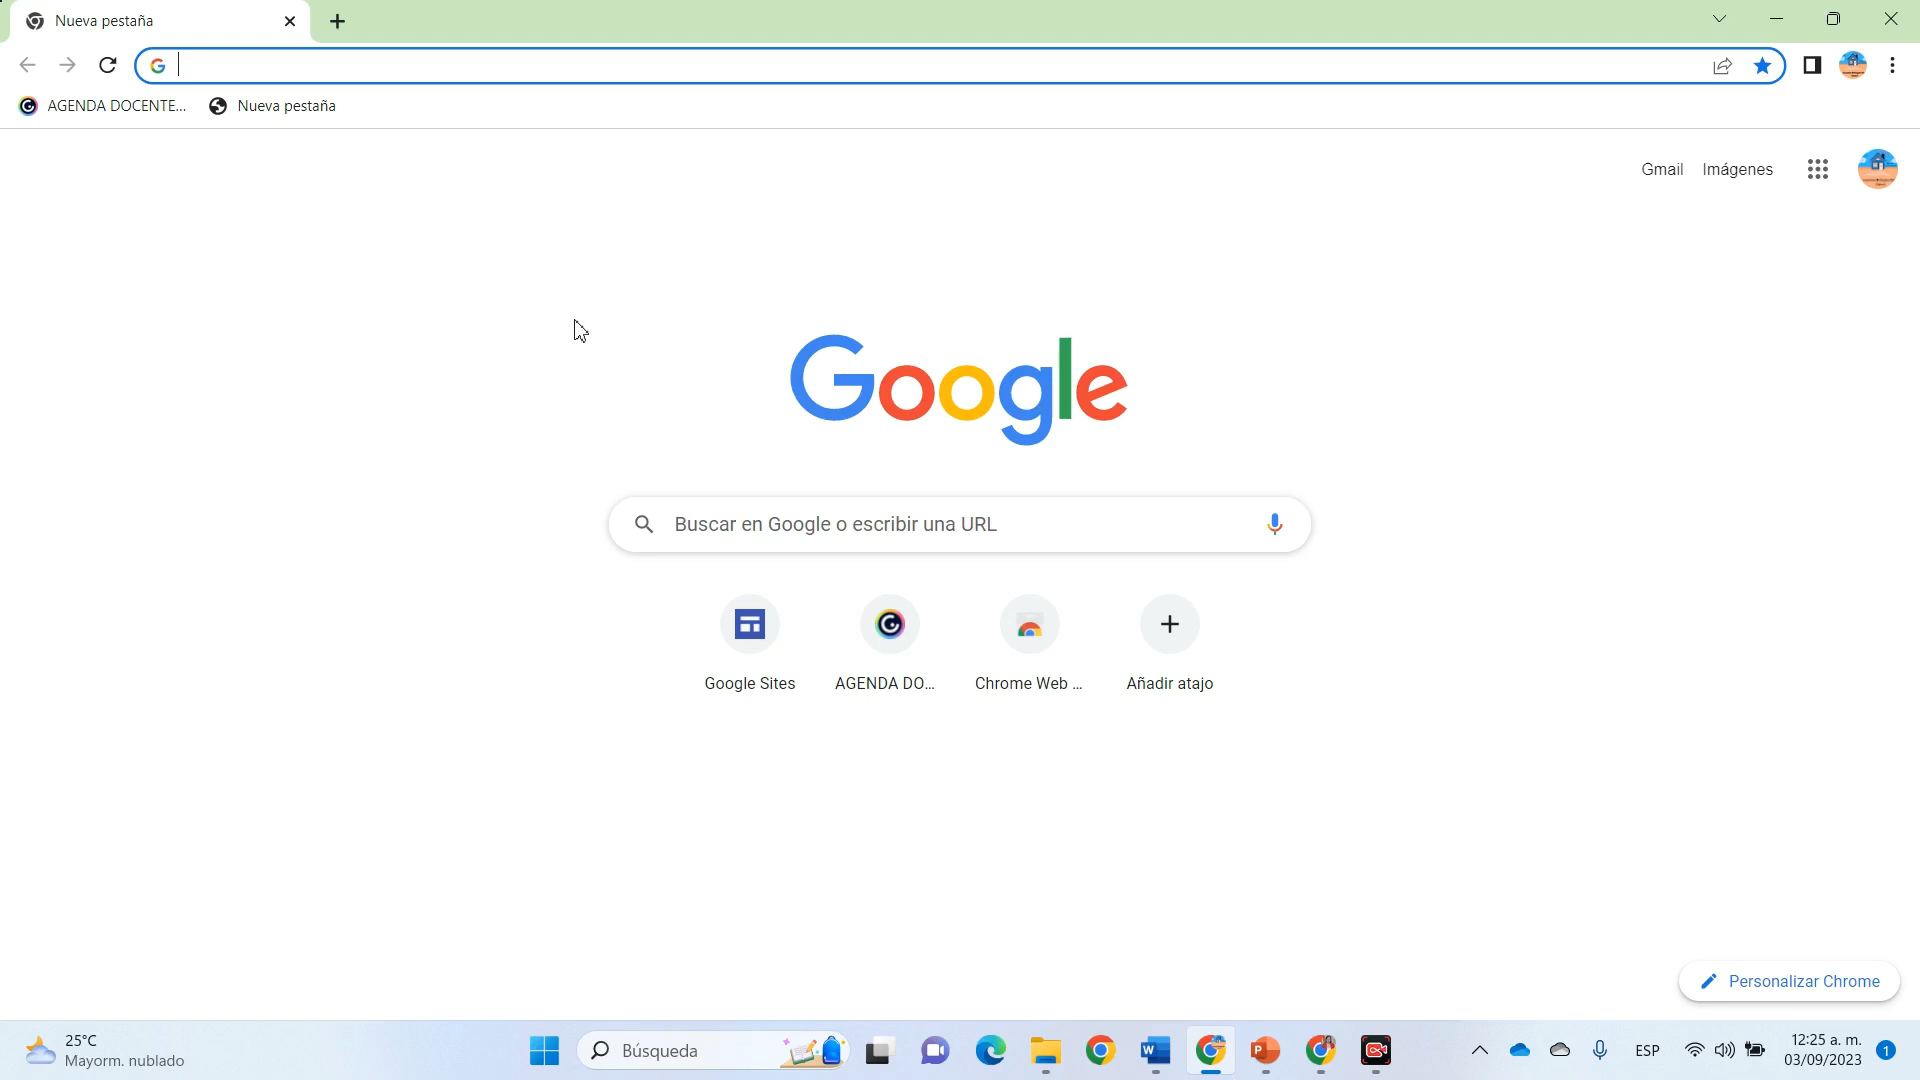 Nueva pestaña
AGENDA DOCENTE...
Nueva pestaña
Gmail
Imágenes
Google
Buscar en Google o escribir una URL
Google Sites
AGENDA DO...
Chrome Web ...
Añadir atajo
Personalizar Chrome
25°C
Mayorm. nublado
Búsqueda
ESP
12:25 a. m.
03/09/2023
1